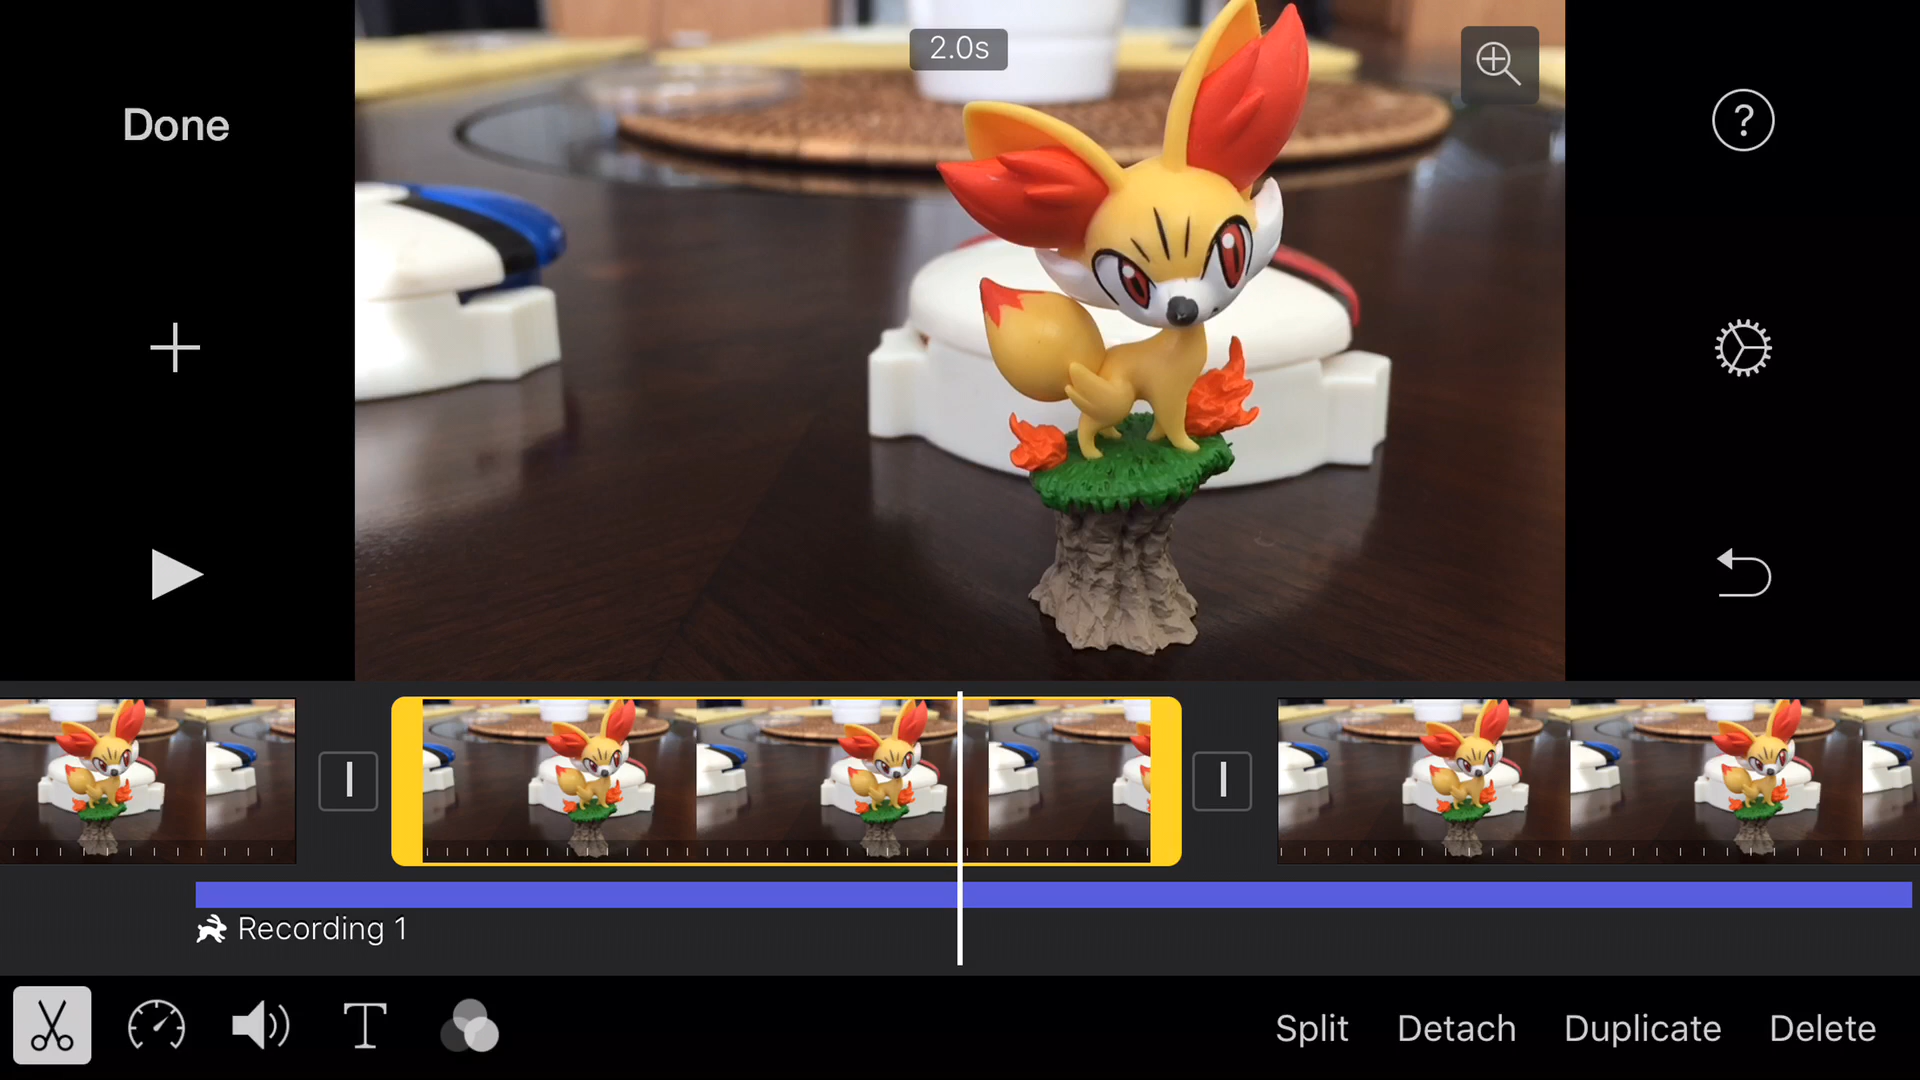 2.0s
Done
?
Recording 1
T
Split Detach Duplicate Delete